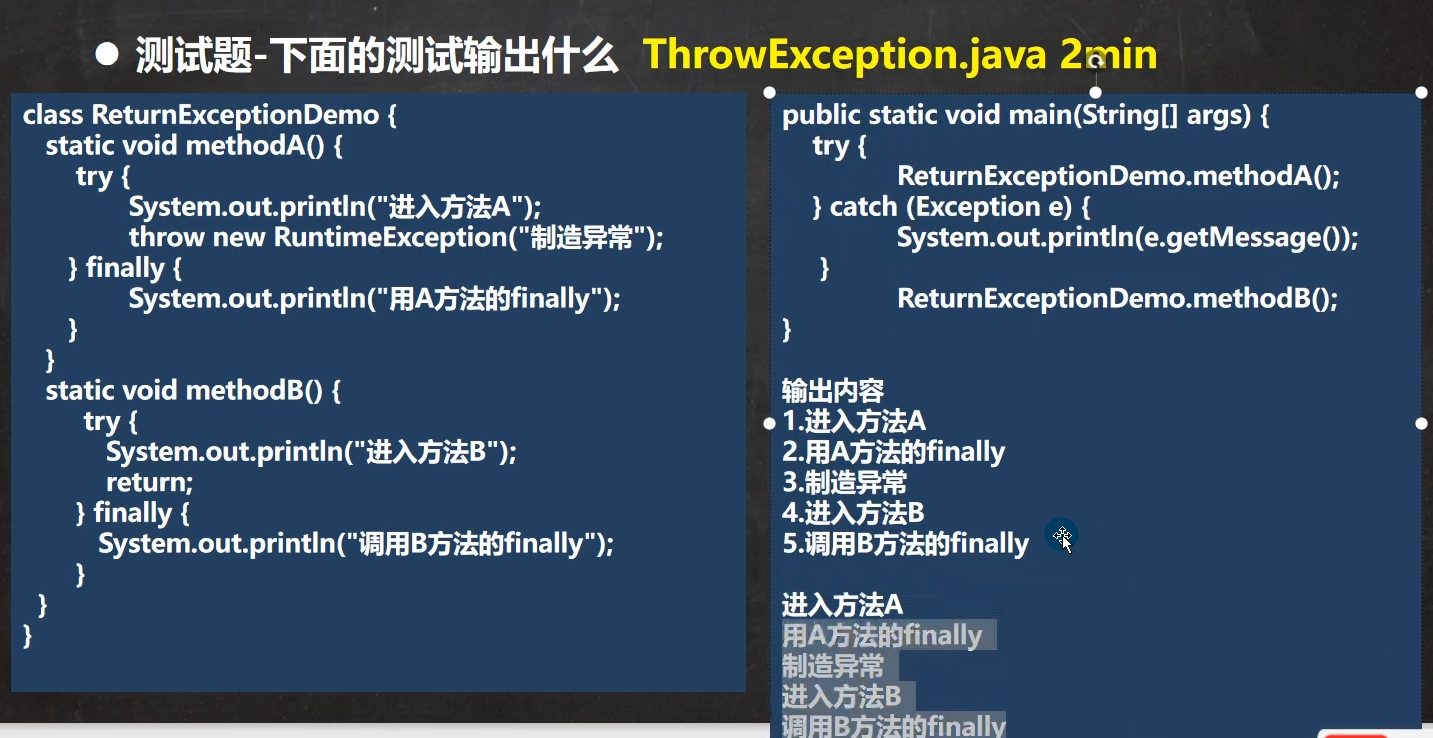 ● 测试题-下面的测试输出什么 ThrowException.java 2min
class ReturnExceptionDemo {
static void methodA() {
try {
System.out.println("进入方法A");
throw new RuntimeException("制造异常");
} finally {
System.out.println("用A方法的finally");
}
}
static void methodB() {
try {
System.out.println("进入方法B");
return;
} finally {
System.out.println("调用B方法的finally");
}
}
}
public static void main(String[] args) {
try {
ReturnExceptionDemo.methodA();
} catch (Exception e) {
System.out.println(e.getMessage());
}
ReturnExceptionDemo.methodB();
}
输出内容
1.进入方法A
2.用A方法的finally
3.制造异常
4.进入方法B
5.调用B方法的finally
进入方法A
用A方法的finally
制造异常
进入方法B
调用B方法的finally